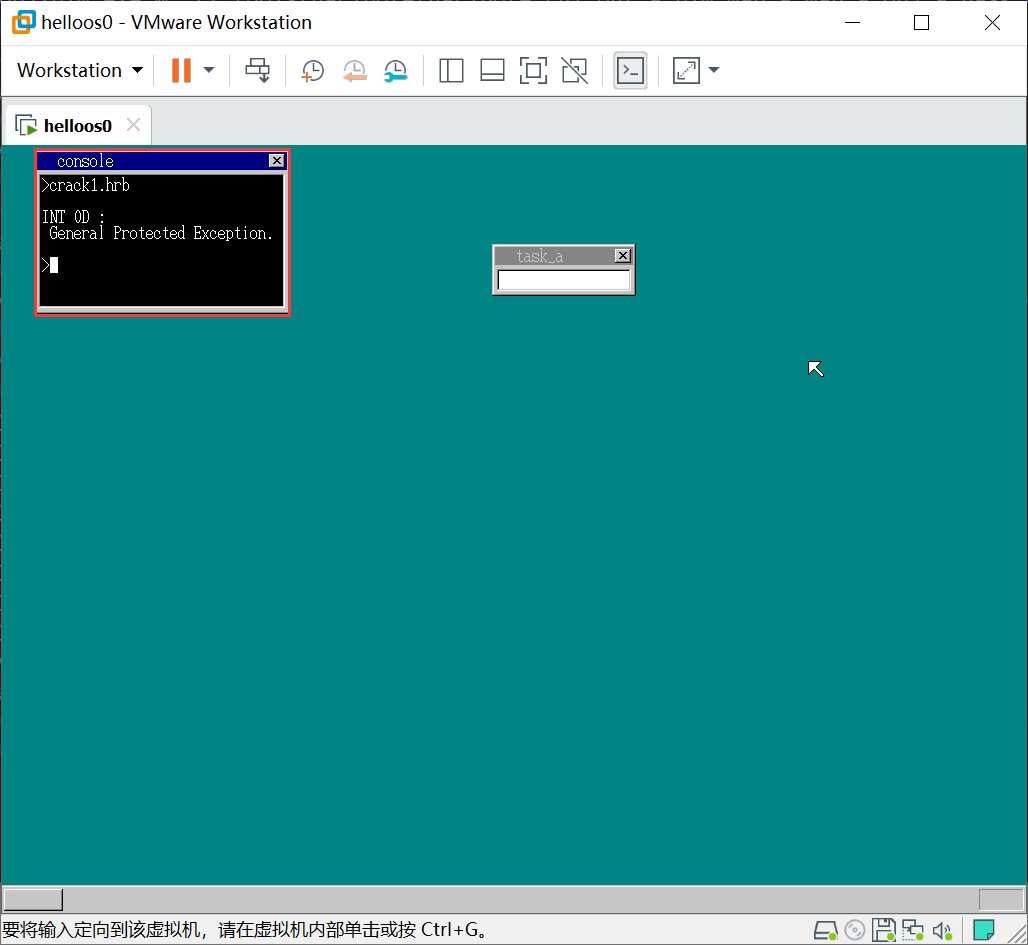 helloos0 - VMware Workstation
Workstation
helloos0
console
>crack1.hrb
INT 0D :
General Protected Exception.
>
task_a
要将输入定向到该虚拟机，请在虚拟机内部单击或按 Ctrl+G。